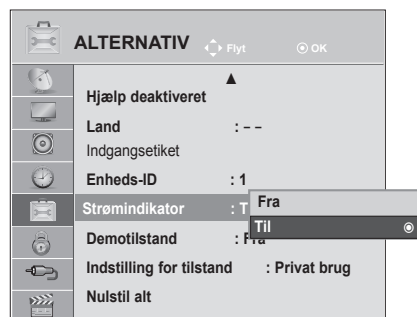 ALTERNATIV Flyt OK
Hjælp deaktiveret
Land : – –
Indgangsetiket
Enheds-ID : 1
Strømindikator : T
Fra
Til
Demotilstand : Fra
Indstilling for tilstand : Privat brug
Nulstil alt